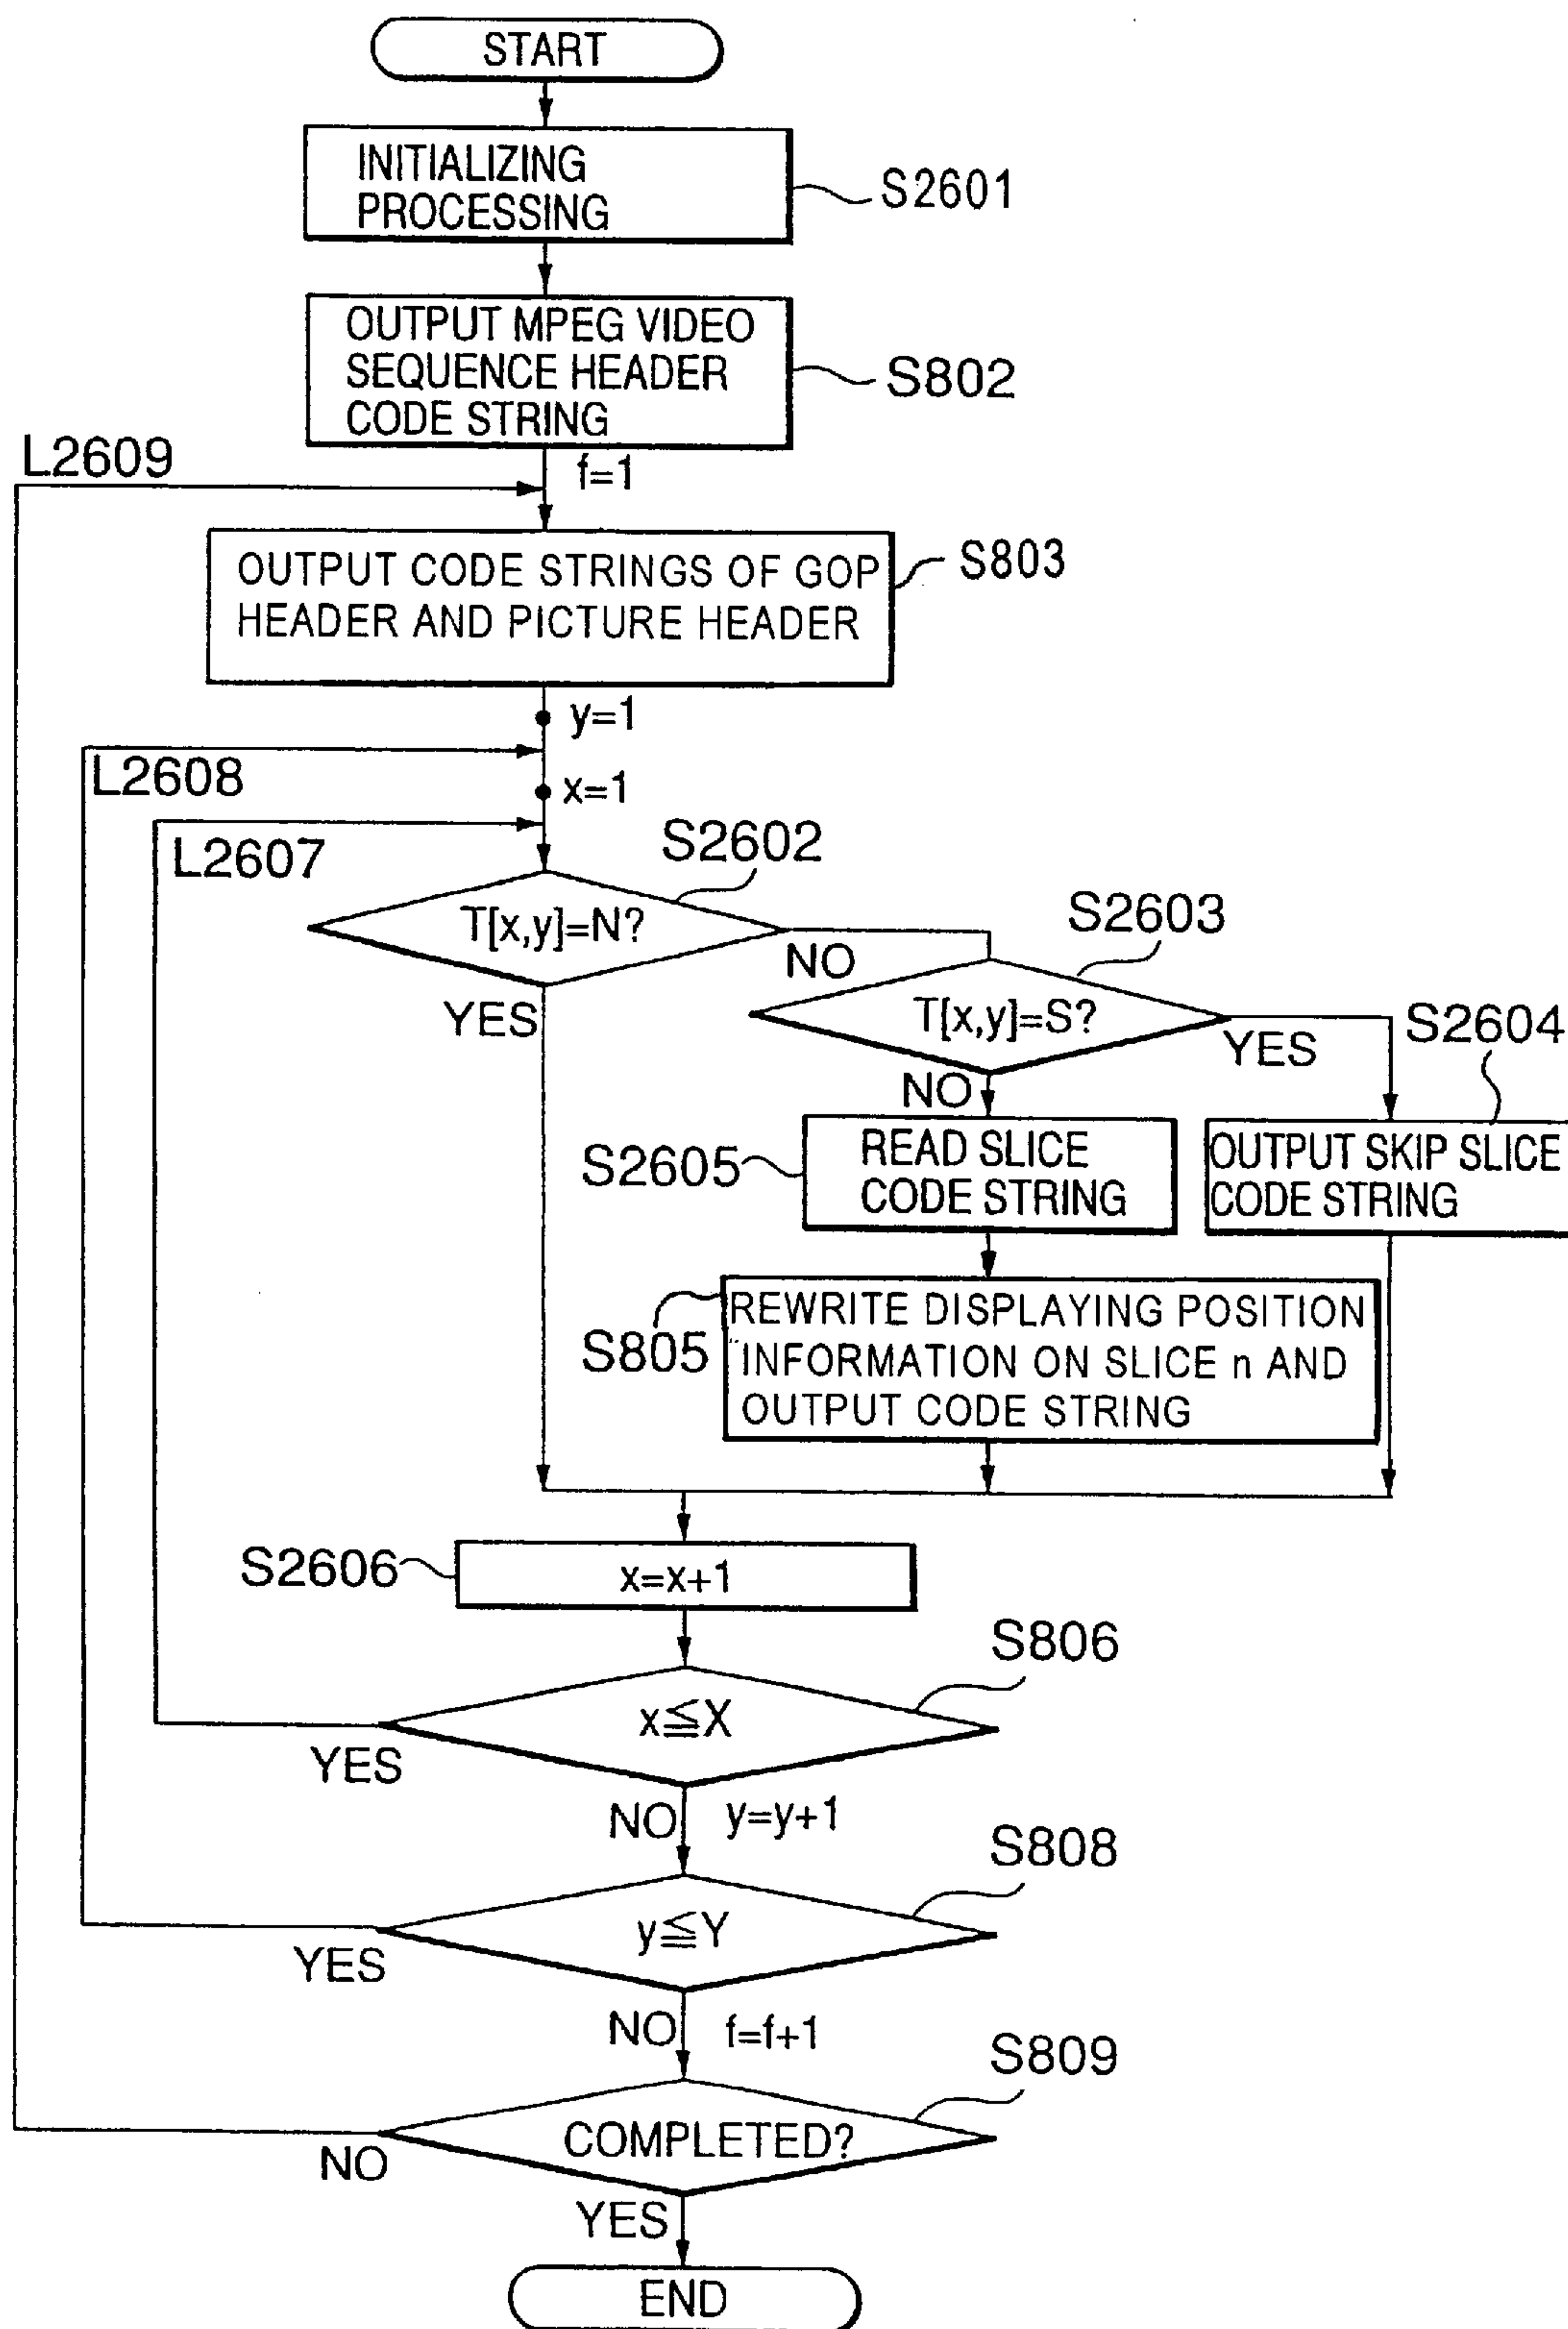 START
INITIALIZING
PROCESSING
S2601
OUTPUT MPEG VIDEO
SEQUENCE HEADER
CODE STRING
S802
L2609
f=1
OUTPUT CODE STRINGS OF GOP
HEADER AND PICTURE HEADER
S803
y=1
L2608
x=1
L2607
S2602
T[x,y]=N?
NO
YES
S2603
T[x,y]=S?
YES
NO
S2604
S2605
READ SLICE
CODE STRING
OUTPUT SKIP SLICE
CODE STRING
S805
REWRITE DISPLAYING POSITION
INFORMATION ON SLICE n AND
OUTPUT CODE STRING
S2606
x=x+1
S806
x≦X
YES
NO
y=y+1
S808
y≦Y
YES
NO
f=f+1
S809
COMPLETED?
NO
YES
END